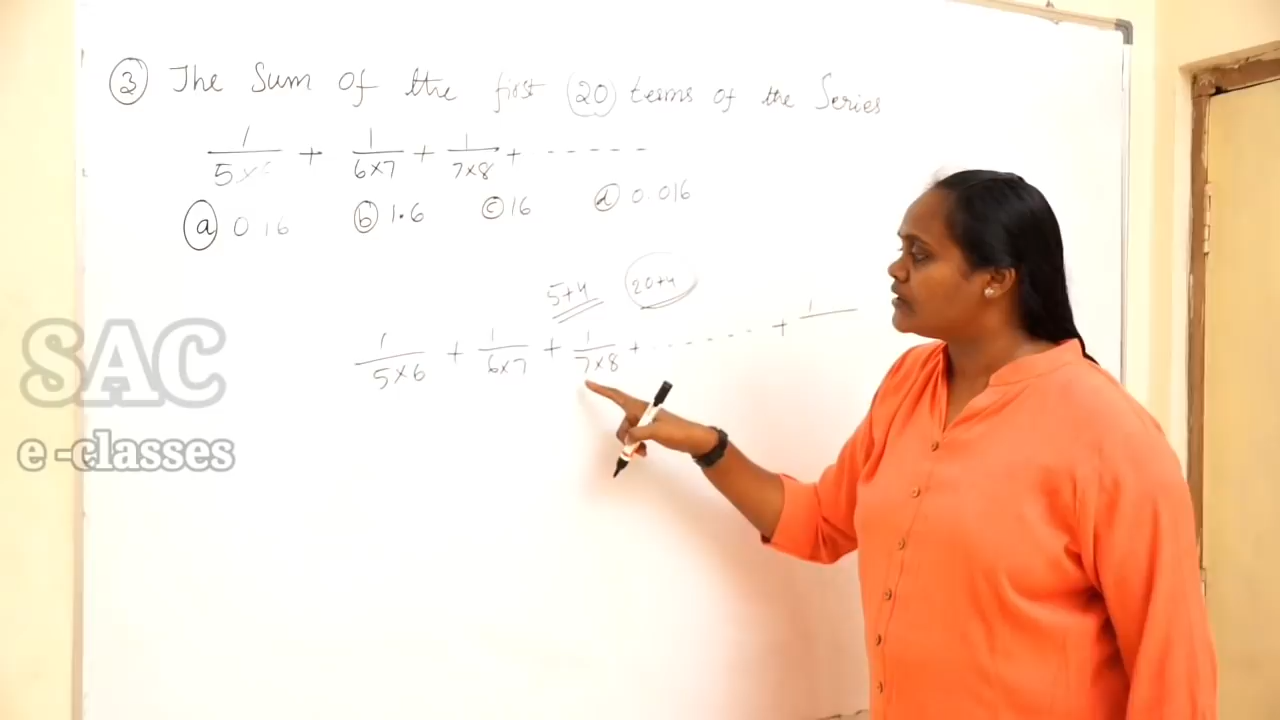 3 The Sum of the first (20) terms of the Series
1/5× + 1/6×7 + 1/7×8 + -----
a 0.16 b 1.6 c 16 d 0.016
5+4 20+4
1/5×6 + 1/6×7 + 1/7×8 + ........ + 1/
SAC
e-classes